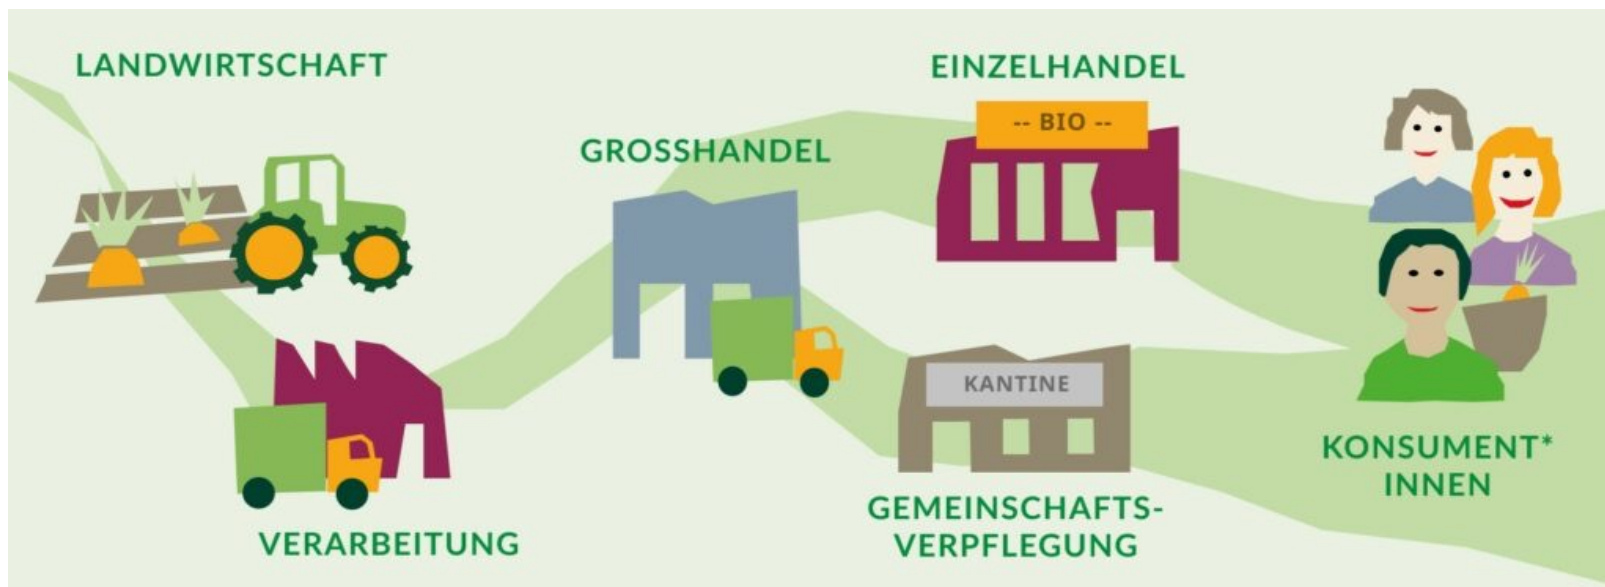 LANDWIRTSCHAFT
VERARBEITUNG
GROSSHANDEL
EINZELHANDEL
-- BIO --
KANTINE
GEMEINSCHAFTS-
VERPFLEGUNG
KONSUMENT*
INNEN